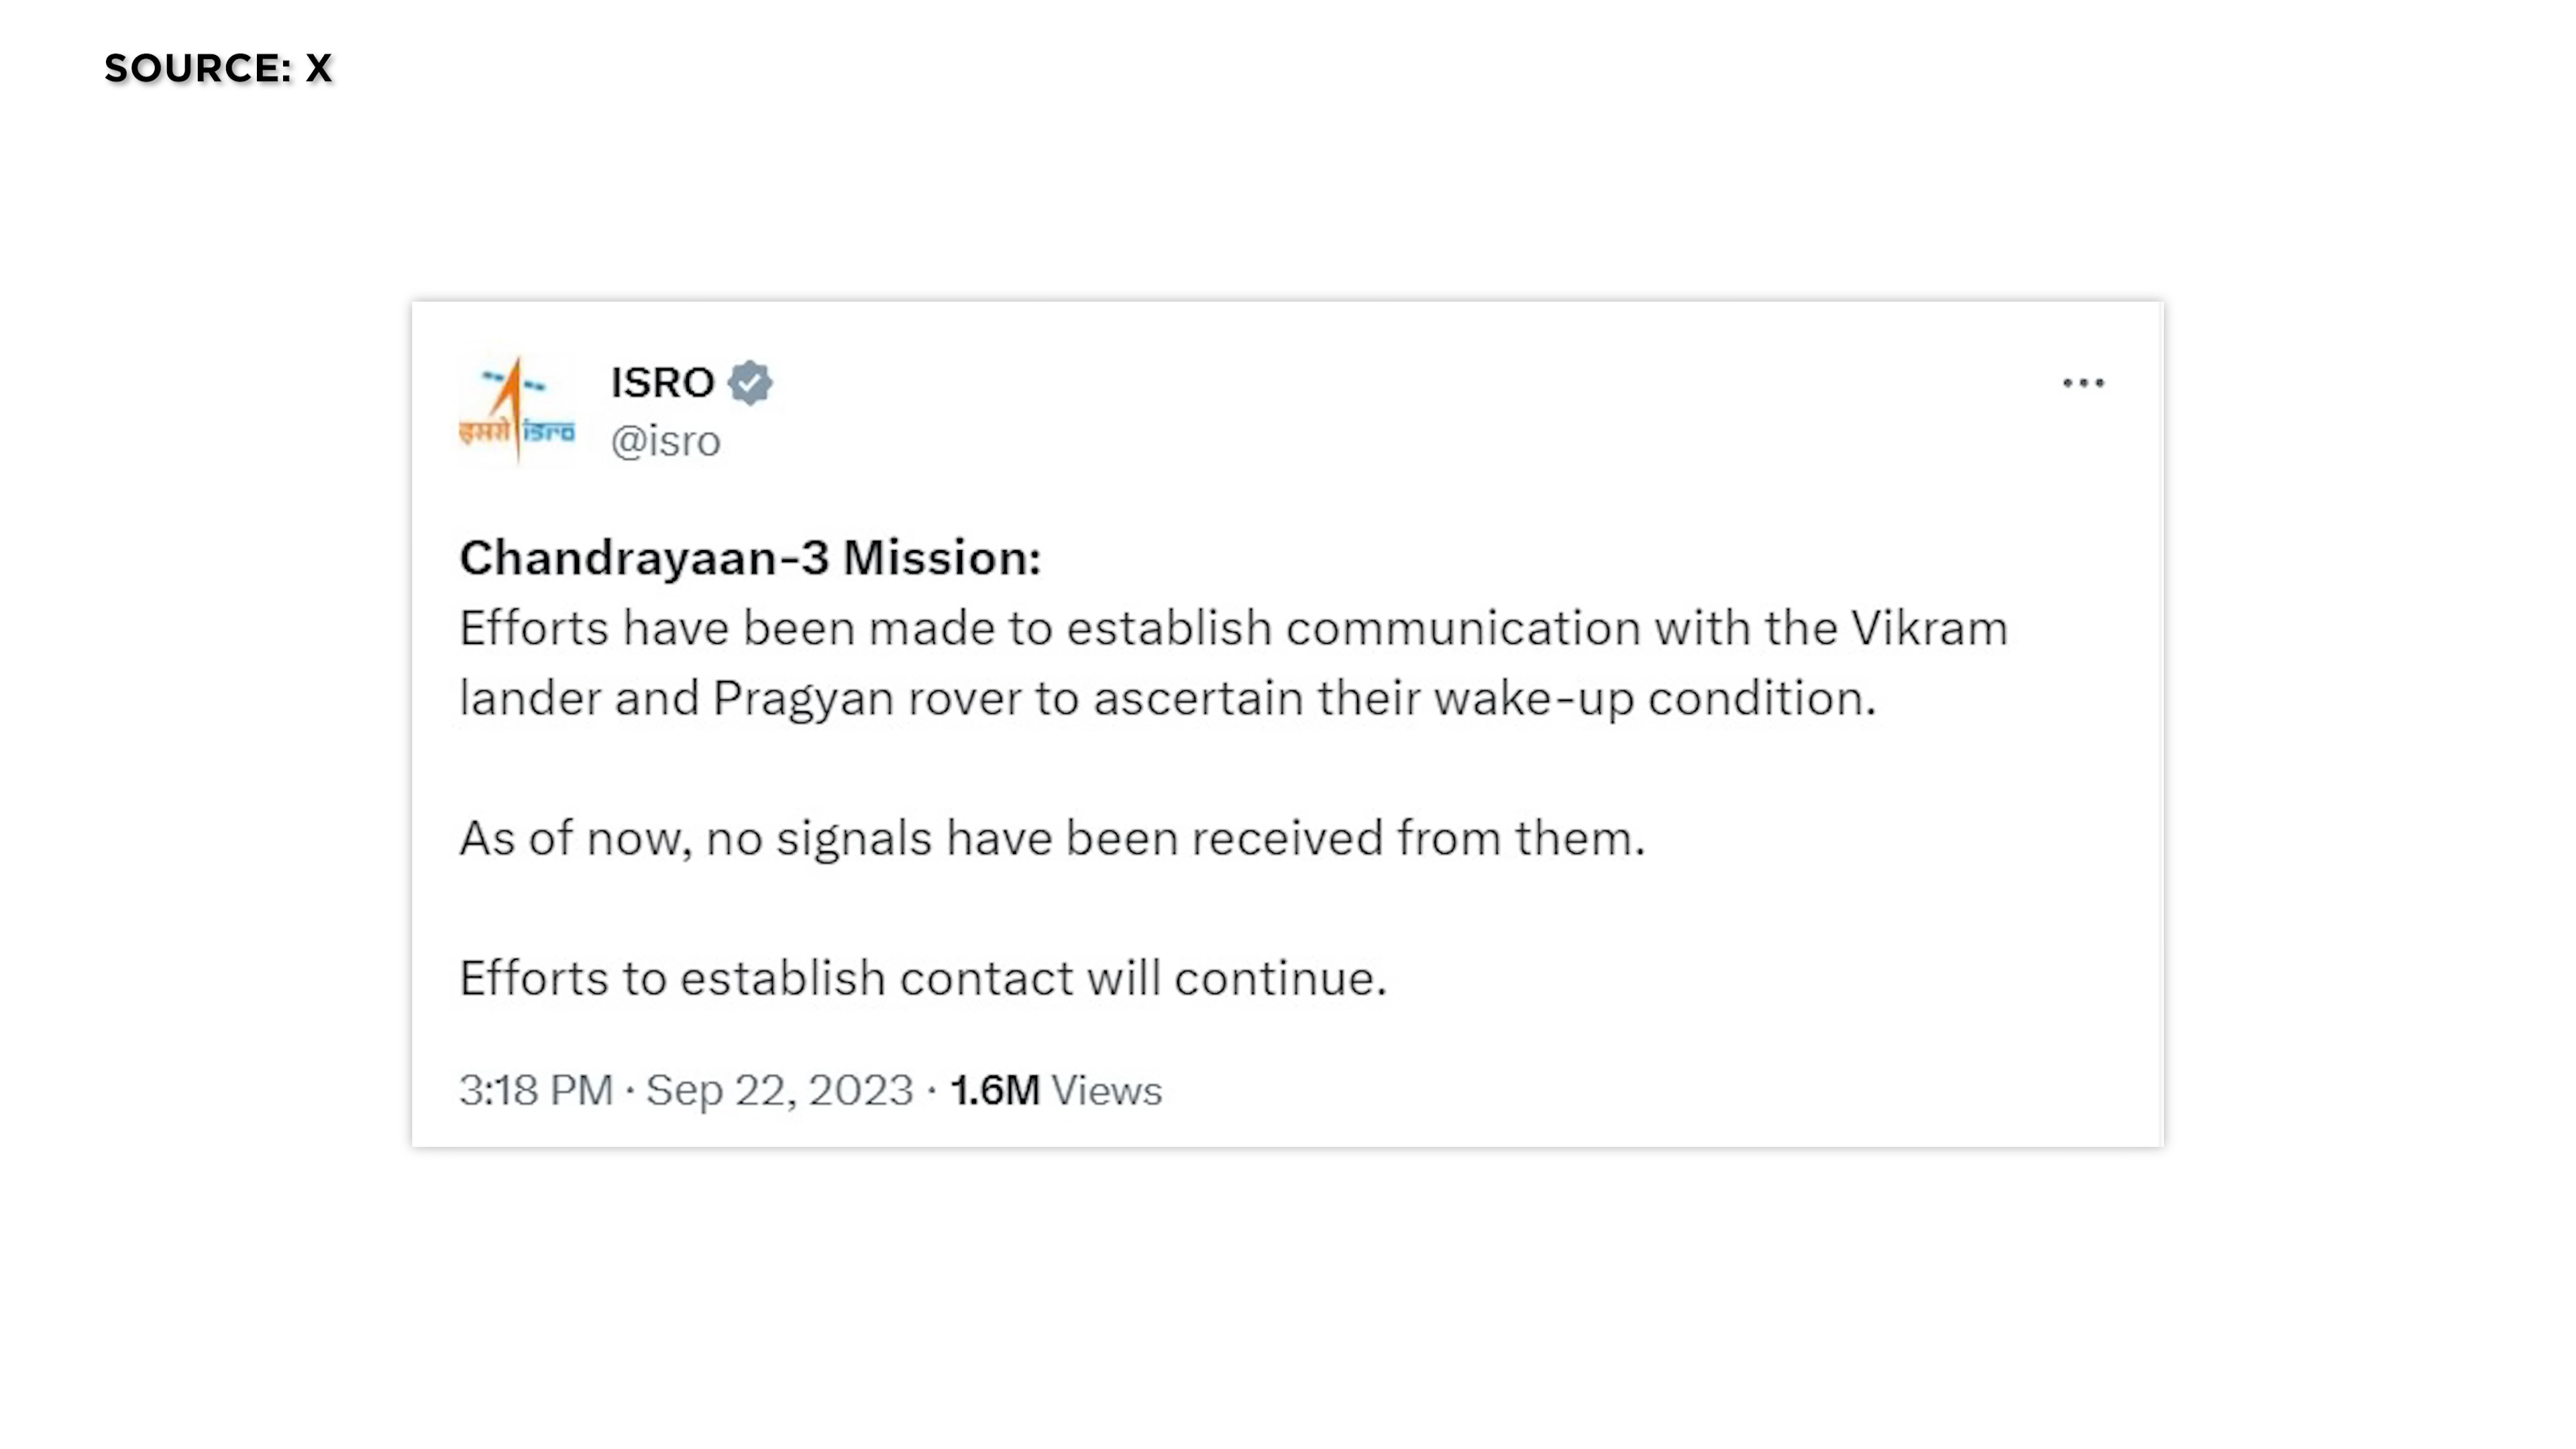 SOURCE: X
ISRO
@isro
इसरो isro
Chandrayaan-3 Mission:
Efforts have been made to establish communication with the Vikram
lander and Pragyan rover to ascertain their wake-up condition.
As of now, no signals have been received from them.
Efforts to establish contact will continue.
3:18 PM · Sep 22, 2023 · 1.6M Views